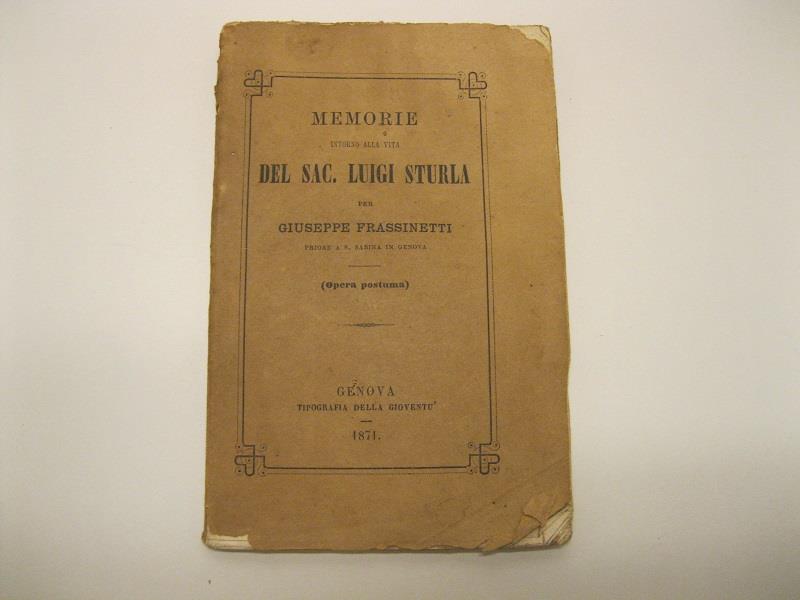 MEMORIE
INTORNO ALLA VITA
DEL SAC. LUIGI STURLA
PER
GIUSEPPE FRASSINETTI
PRIORE A S. SABINA IN GENOVA
(Opera postuma)
GENOVA
TIPOGRAFIA DELLA GIOVENTU'
1871.